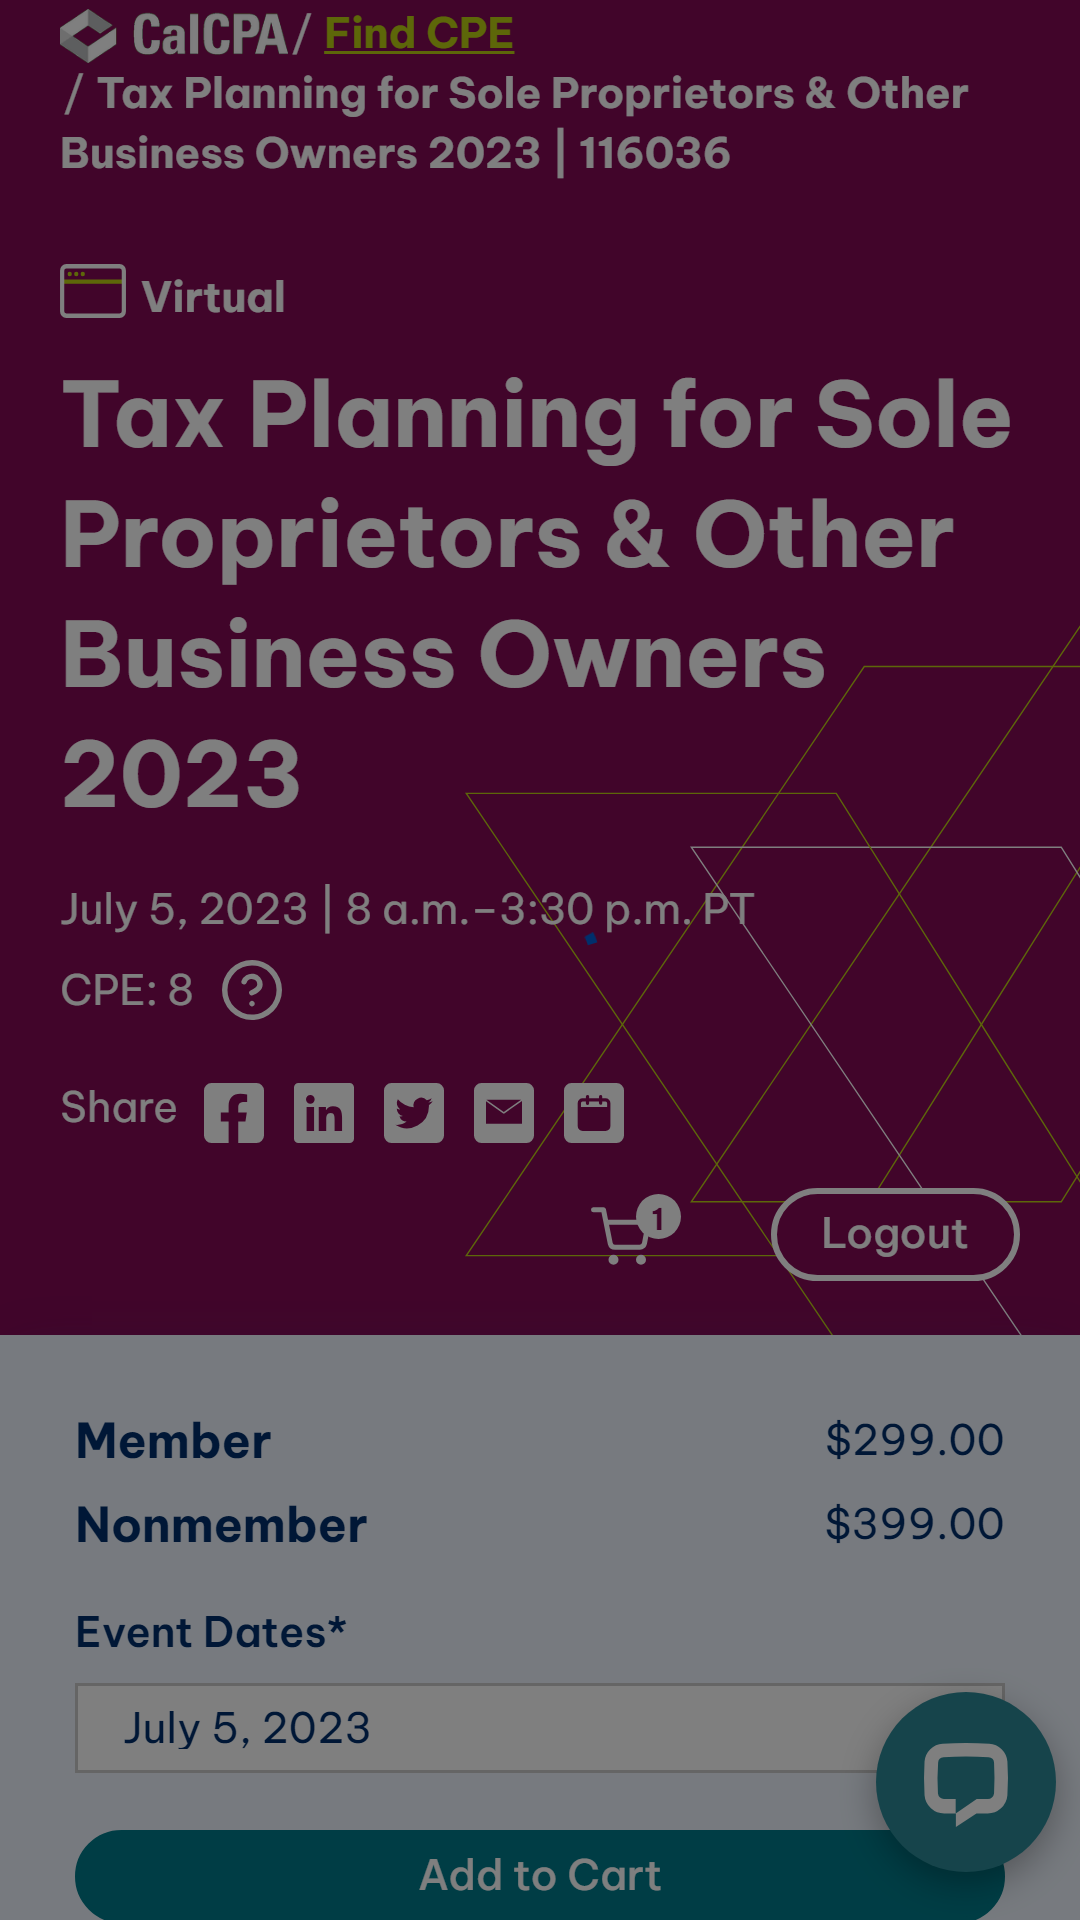 CalCPA / Find CPE
/ Tax Planning for Sole Proprietors & Other
Business Owners 2023 | 116036
Virtual
Tax Planning for Sole
Proprietors & Other
Business Owners
2023
July 5, 2023 | 8 a.m.–3:30 p.m. PT
CPE: 8 ?
Share
1
Logout
Member $299.00
Nonmember $399.00
Event Dates*
July 5, 2023
Add to Cart